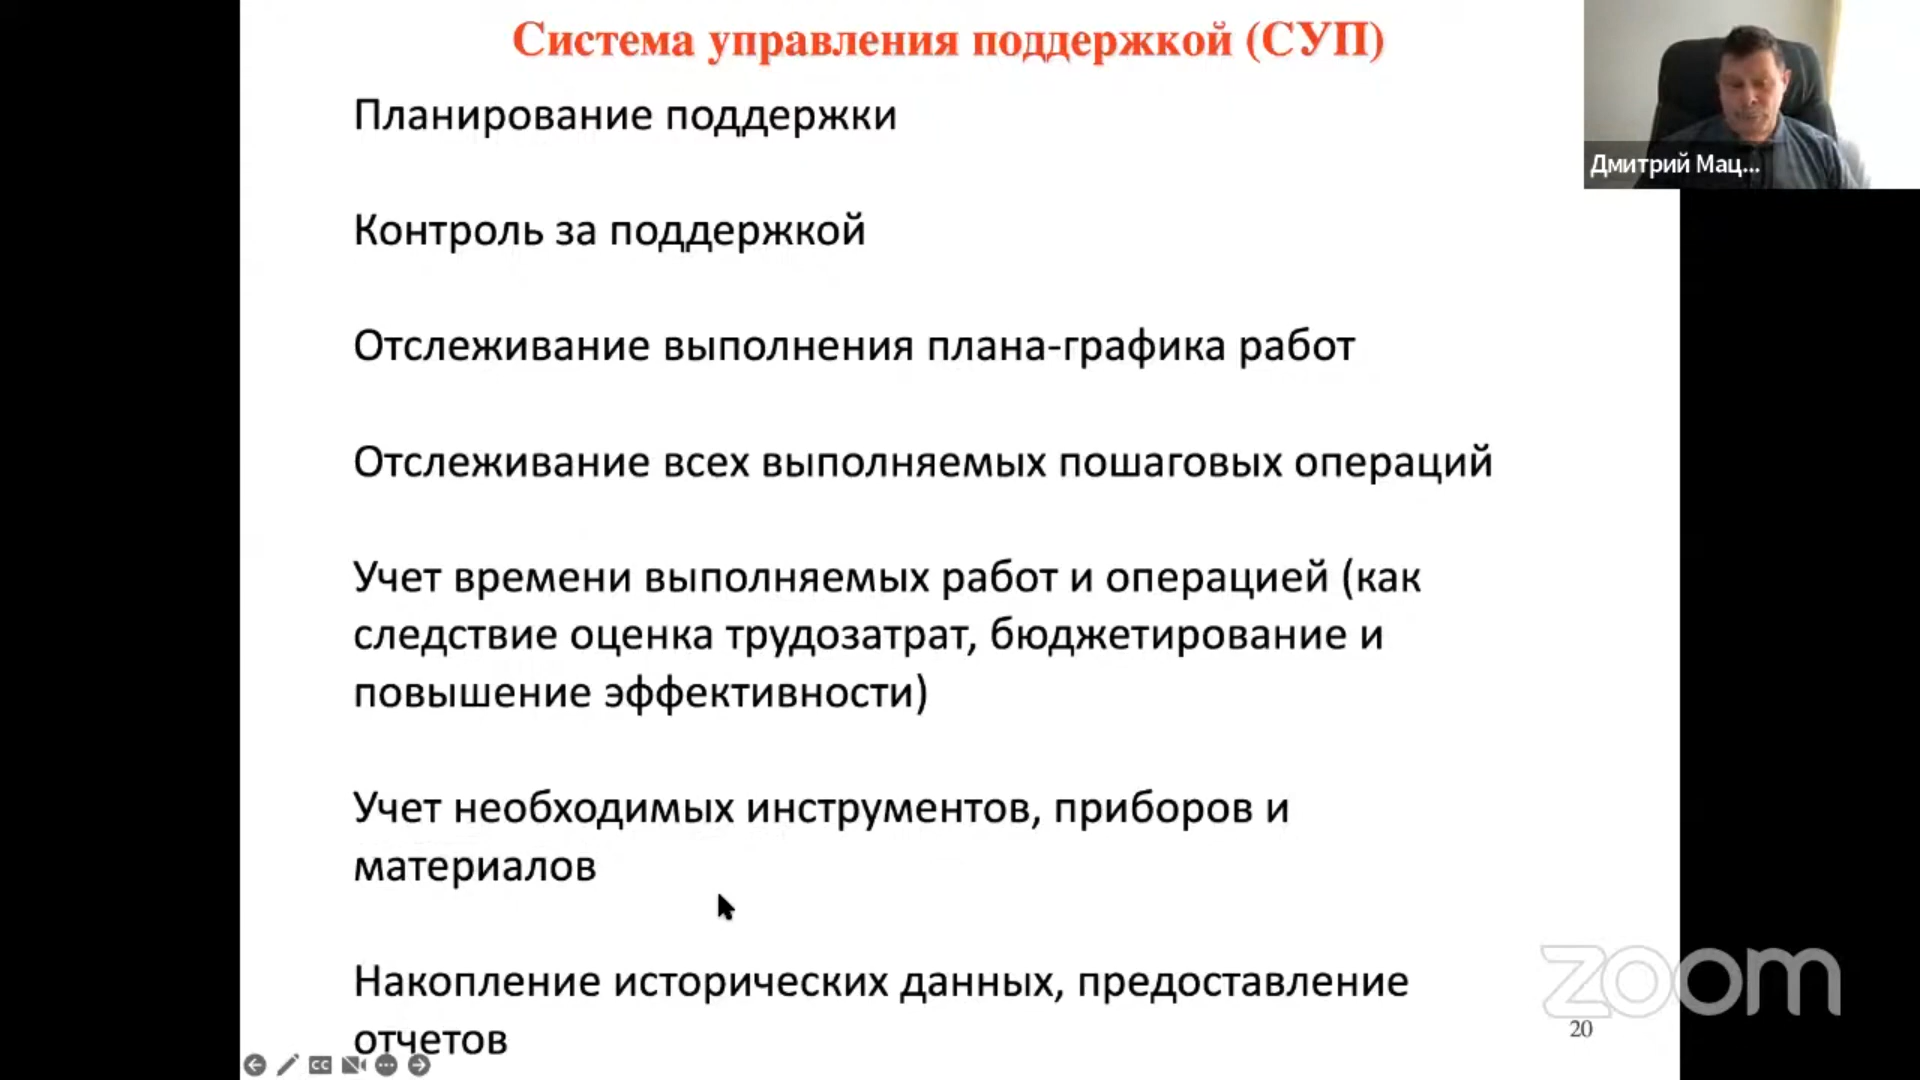 Система управления поддержкой (СУП)
Дмитрий Мац...
Планирование поддержки
Контроль за поддержкой
Отслеживание выполнения плана-графика работ
Отслеживание всех выполняемых пошаговых операций
Учет времени выполняемых работ и операцией (как
следствие оценка трудозатрат, бюджетирование и
повышение эффективности)
Учет необходимых инструментов, приборов и
материалов
Накопление исторических данных, предоставление
отчетов
zoom
20
CC